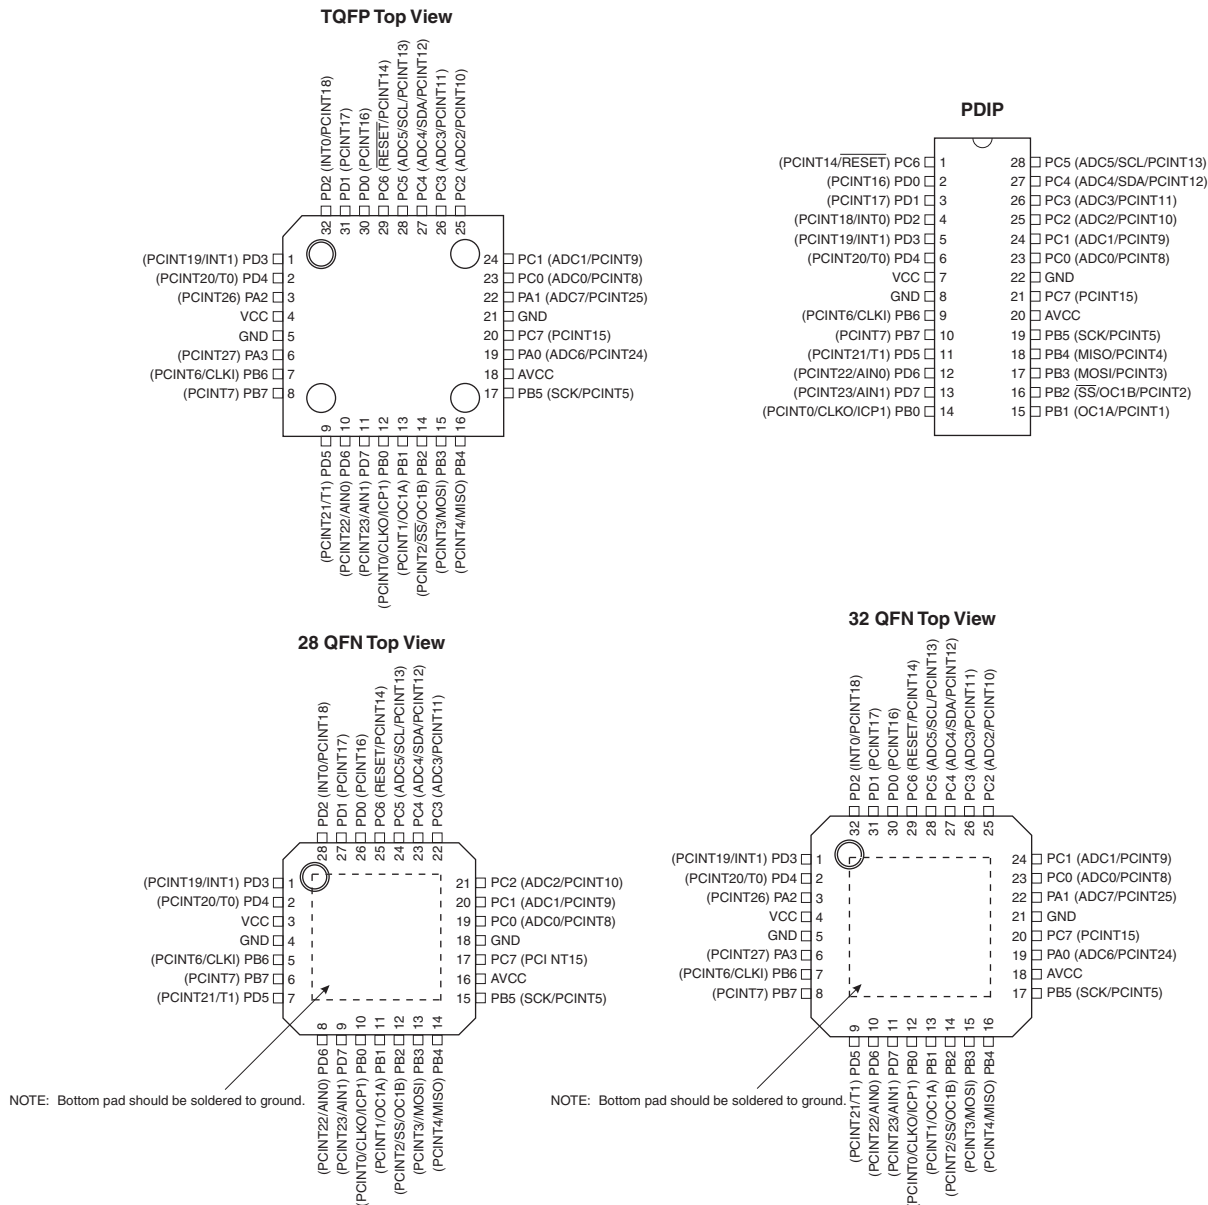 TQFP Top View
32 PD2 (INT0/PCINT18)
31 PD1 (PCINT17)
30 PD0 (PCINT16)
29 PC6 (RESET/PCINT14)
28 PC5 (ADC5/SCL/PCINT13)
27 PC4 (ADC4/SDA/PCINT12)
26 PC3 (ADC3/PCINT11)
25 PC2 (ADC2/PCINT10)
(PCINT19/INT1) PD3 1
(PCINT20/T0) PD4 2
(PCINT26) PA2 3
VCC 4
GND 5
(PCINT27) PA3 6
(PCINT6/CLKI) PB6 7
(PCINT7) PB7 8
24 PC1 (ADC1/PCINT9)
23 PC0 (ADC0/PCINT8)
22 PA1 (ADC7/PCINT25)
21 GND
20 PC7 (PCINT15)
19 PA0 (ADC6/PCINT24)
18 AVCC
17 PB5 (SCK/PCINT5)
(PCINT21/T1) PD5 9
(PCINT22/AIN0) PD6 10
(PCINT23/AIN1) PD7 11
(PCINT0/CLKO/ICP1) PB0 12
(PCINT1/OC1A) PB1 13
(PCINT2/SS/OC1B) PB2 14
(PCINT3/MOSI) PB3 15
(PCINT4/MISO) PB4 16
PDIP
(PCINT14/RESET) PC6 1
(PCINT16) PD0 2
(PCINT17) PD1 3
(PCINT18/INT0) PD2 4
(PCINT19/INT1) PD3 5
(PCINT20/T0) PD4 6
VCC 7
GND 8
(PCINT6/CLKI) PB6 9
(PCINT7) PB7 10
(PCINT21/T1) PD5 11
(PCINT22/AIN0) PD6 12
(PCINT23/AIN1) PD7 13
(PCINT0/CLKO/ICP1) PB0 14
28 PC5 (ADC5/SCL/PCINT13)
27 PC4 (ADC4/SDA/PCINT12)
26 PC3 (ADC3/PCINT11)
25 PC2 (ADC2/PCINT10)
24 PC1 (ADC1/PCINT9)
23 PC0 (ADC0/PCINT8)
22 GND
21 PC7 (PCINT15)
20 AVCC
19 PB5 (SCK/PCINT5)
18 PB4 (MISO/PCINT4)
17 PB3 (MOSI/PCINT3)
16 PB2 (SS/OC1B/PCINT2)
15 PB1 (OC1A/PCINT1)
28 QFN Top View
28 PD2 (INT0/PCINT18)
27 PD1 (PCINT17)
26 PD0 (PCINT16)
25 PC6 (RESET/PCINT14)
24 PC5 (ADC5/SCL/PCINT13)
23 PC4 (ADC4/SDA/PCINT12)
22 PC3 (ADC3/PCINT11)
(PCINT19/INT1) PD3 1
(PCINT20/T0) PD4 2
VCC 3
GND 4
(PCINT6/CLKI) PB6 5
(PCINT7) PB7 6
(PCINT21/T1) PD5 7
21 PC2 (ADC2/PCINT10)
20 PC1 (ADC1/PCINT9)
19 PC0 (ADC0/PCINT8)
18 GND
17 PC7 (PCI NT15)
16 AVCC
15 PB5 (SCK/PCINT5)
(PCINT22/AIN0) PD6 8
(PCINT23/AIN1) PD7 9
(PCINT0/CLKO/ICP1) PB0 10
(PCINT1/OC1A) PB1 11
(PCINT2/SS/OC1B) PB2 12
(PCINT3//MOSI) PB3 13
(PCINT4/MISO) PB4 14
NOTE: Bottom pad should be soldered to ground.
32 QFN Top View
32 PD2 (INT0/PCINT18)
31 PD1 (PCINT17)
30 PD0 (PCINT16)
29 PC6 (RESET/PCINT14)
28 PC5 (ADC5/SCL/PCINT13)
27 PC4 (ADC4/SDA/PCINT12)
26 PC3 (ADC3/PCINT11)
25 PC2 (ADC2/PCINT10)
(PCINT19/INT1) PD3 1
(PCINT20/T0) PD4 2
(PCINT26) PA2 3
VCC 4
GND 5
(PCINT27) PA3 6
(PCINT6/CLKI) PB6 7
(PCINT7) PB7 8
24 PC1 (ADC1/PCINT9)
23 PC0 (ADC0/PCINT8)
22 PA1 (ADC7/PCINT25)
21 GND
20 PC7 (PCINT15)
19 PA0 (ADC6/PCINT24)
18 AVCC
17 PB5 (SCK/PCINT5)
(PCINT21/T1) PD5 9
(PCINT22/AIN0) PD6 10
(PCINT23/AIN1) PD7 11
(PCINT0/CLKO/ICP1) PB0 12
(PCINT1/OC1A) PB1 13
(PCINT2/SS/OC1B) PB2 14
(PCINT3/MOSI) PB3 15
(PCINT4/MISO) PB4 16
NOTE: Bottom pad should be soldered to ground.